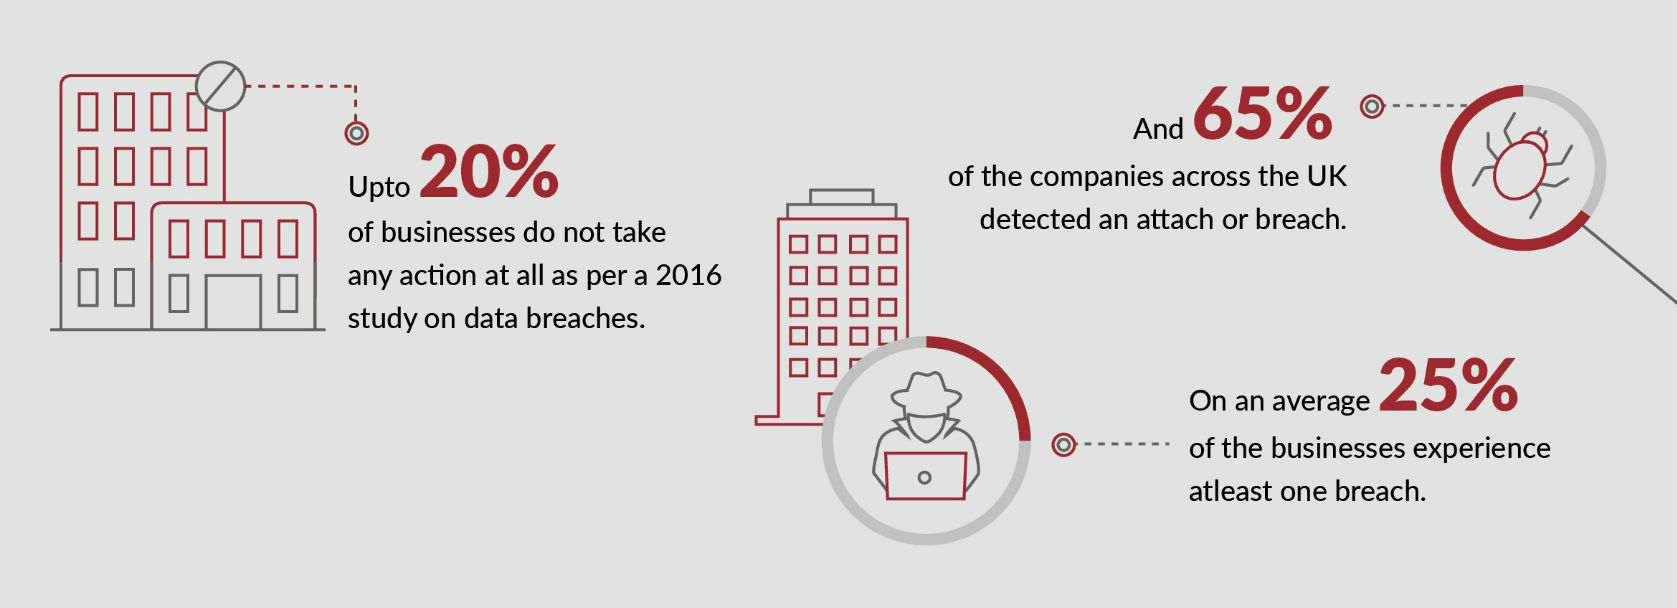 Upto 20%
of businesses do not take
any action at all as per a 2016
study on data breaches.
And 65%
of the companies across the UK
detected an attach or breach.
On an average 25%
of the businesses experience
atleast one breach.